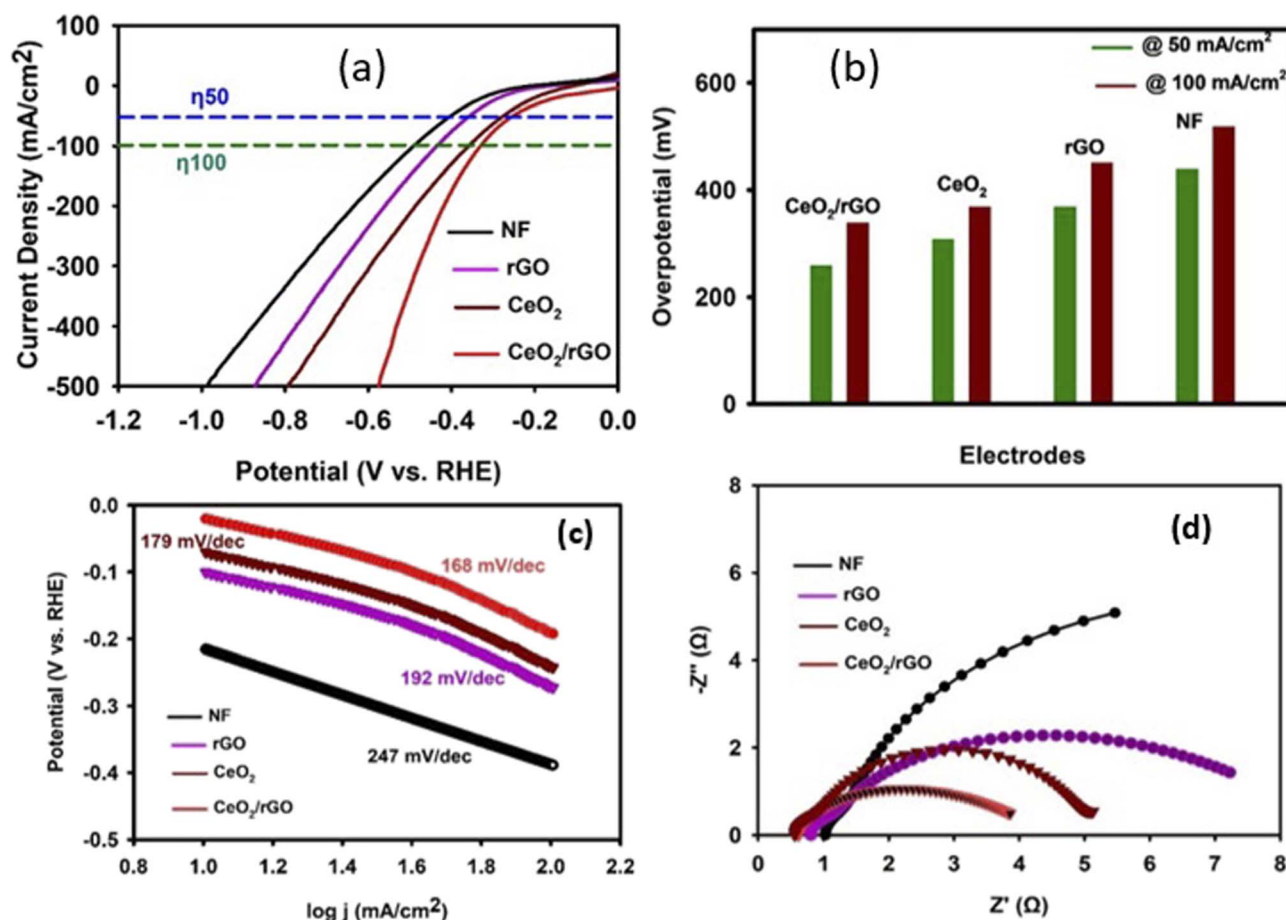 (a)
Current Density (mA/cm2)
100
0
-100
-200
-300
-400
-500
η50
η100
NF
rGO
CeO₂
CeO₂/rGO
-1.2 -1.0 -0.8 -0.6 -0.4 -0.2 0.0
Potential (V vs. RHE)
(b)
@ 50 mA/cm²
@ 100 mA/cm²
Overpotential (mV)
600
400
200
0
CeO₂/rGO
CeO₂
rGO
NF
Electrodes
(c)
Potential (V vs. RHE)
0.0
-0.1
-0.2
-0.3
-0.4
-0.5
179 mV/dec
168 mV/dec
192 mV/dec
247 mV/dec
NF
rGO
CeO₂
CeO₂/rGO
1.0 1.2 1.4 1.6 1.8 2.0 2.2
log j (mA/cm²)
(d)
-Z'' (Ω)
8
6
4
2
0
NF
rGO
CeO₂
CeO₂/rGO
0 1 2 3 4 5 6 7 8
Z' (Ω)